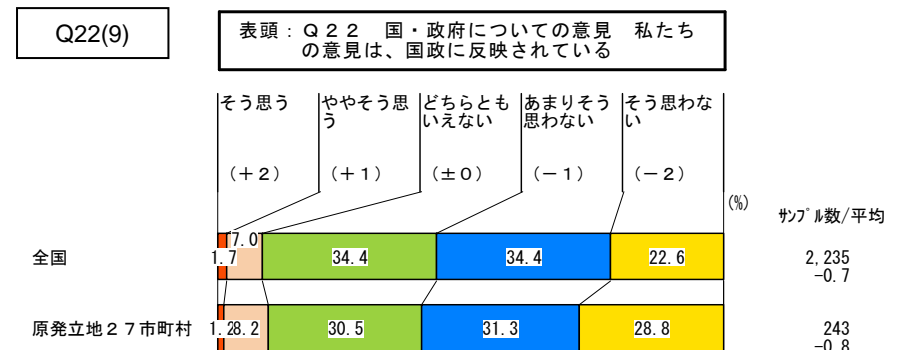 Q22(9)
表頭：Q２２　国・政府についての意見　私たち
の意見は、国政に反映されている
そう思う ややそう思 どちらとも あまりそう そう思わな
う いえない 思わない い
（＋２） （＋１） （±０） （－１） （－２）
(%)
ｻﾝﾌﾟﾙ数/平均
7.0
全国 1.7 34.4 34.4 22.6 2,235
-0.7
原発立地２７市町村 1.2 8.2 30.5 31.3 28.8 243
-0.8